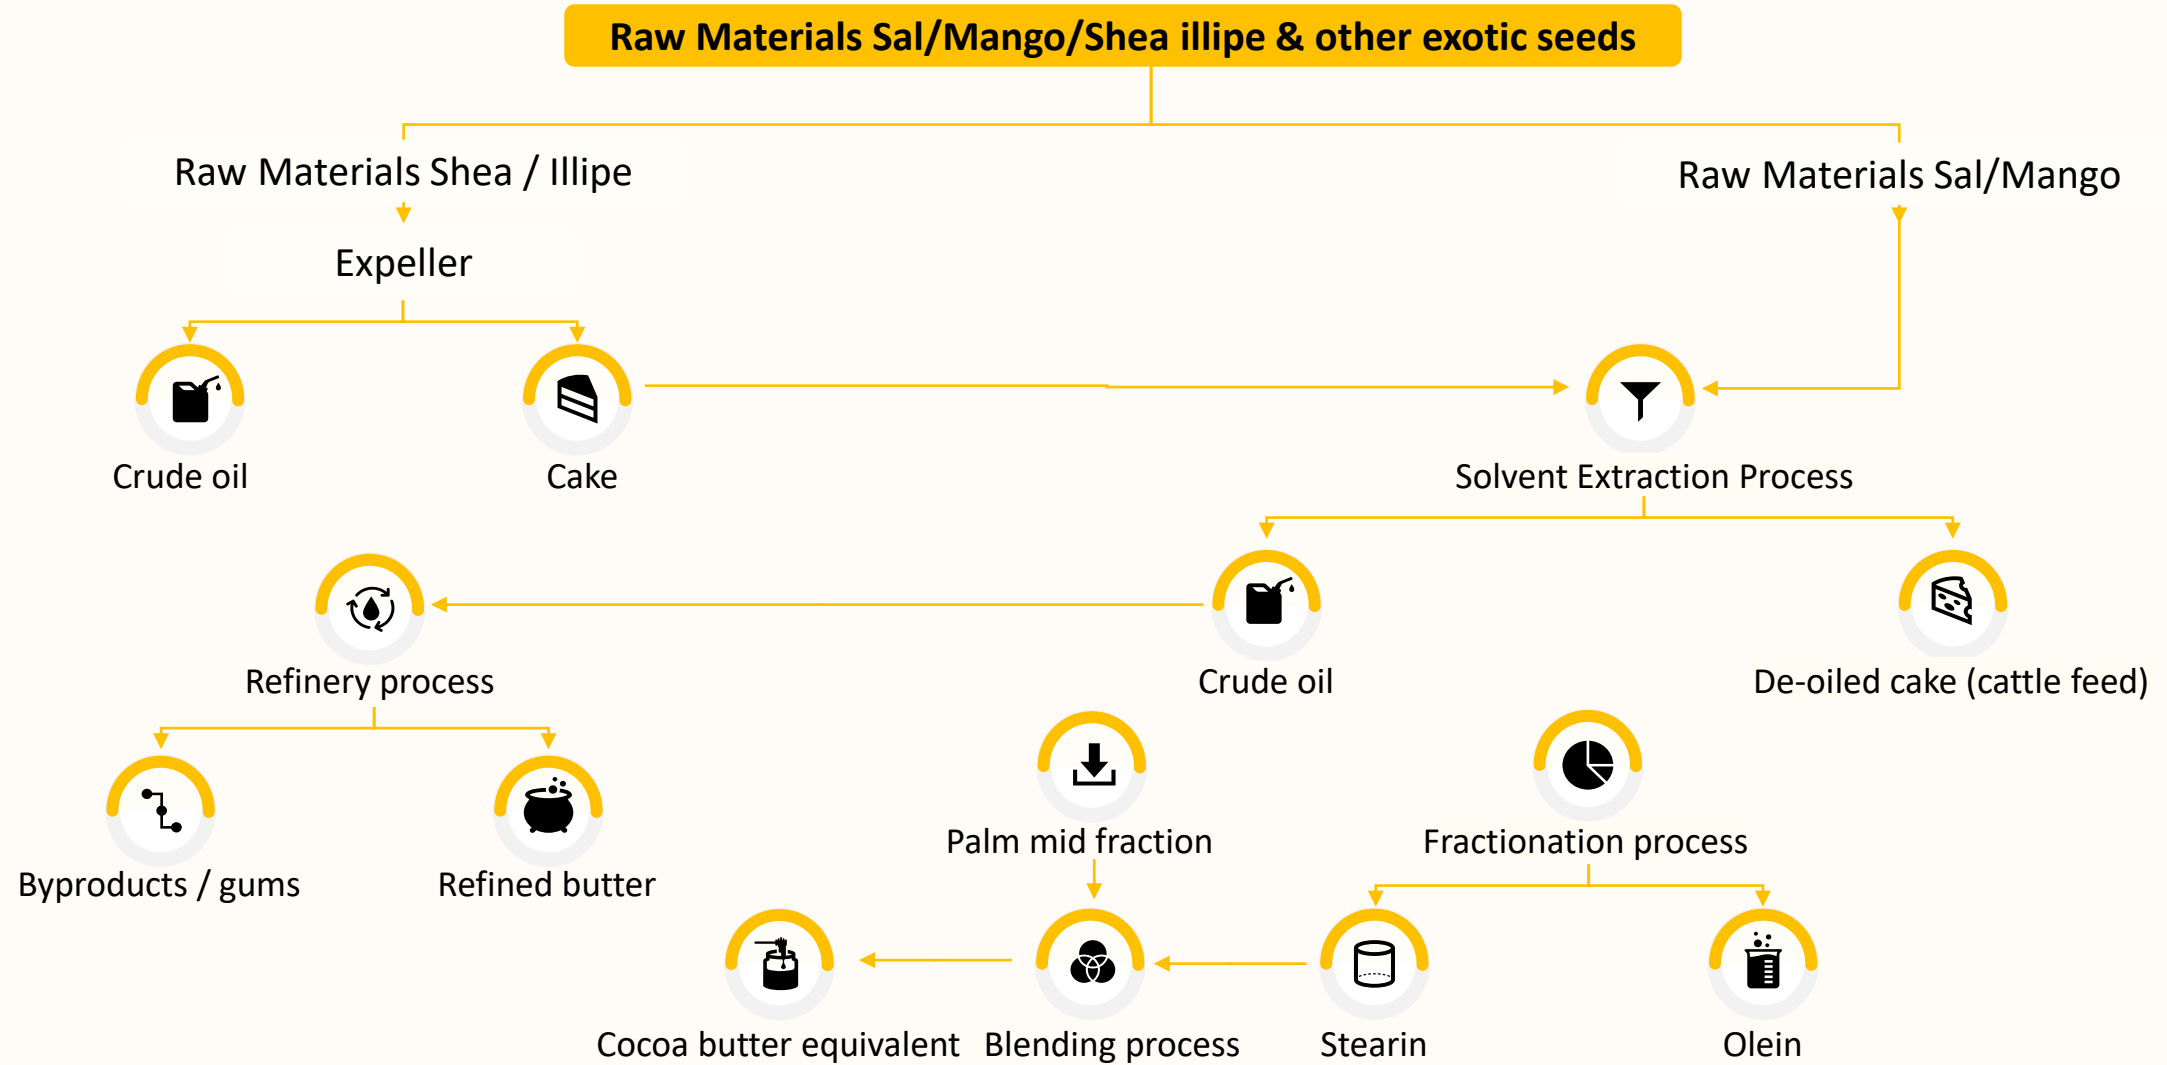 Raw Materials Sal/Mango/Shea illipe & other exotic seeds
Raw Materials Shea / Illipe
Raw Materials Sal/Mango
Expeller
Crude oil
Cake
Solvent Extraction Process
Refinery process
Crude oil
De-oiled cake (cattle feed)
Palm mid fraction
Fractionation process
Byproducts / gums
Refined butter
Cocoa butter equivalent
Blending process
Stearin
Olein